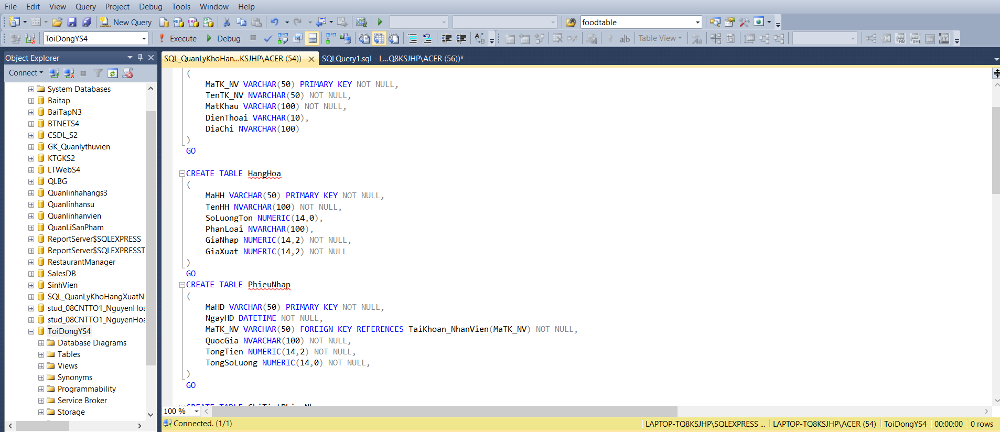 File Edit View Query Project Debug Tools Window Help
New Query foodtable
ToiDongYS4 Execute Debug Table View
Object Explorer
Connect
System Databases
Baitap
BaiTapN3
BTNETS4
CSDL_S2
GK_Quanlythuvien
KTGKS2
LTWebS4
QLBG
Quanlinhahangs3
Quanlinhansu
Quanlinhanvien
QuanLiSanPham
ReportServer$SQLEXPRESS
ReportServer$SQLEXPRESST
RestaurantManager
SalesDB
SinhVien
SQL_QuanLyKhoHangXuatN
stud_08CNTTO1_NguyenHoa
stud_08CNTTO1_NguyenHoa
ToiDongYS4
Database Diagrams
Tables
Views
Synonyms
Programmability
Service Broker
Storage
SQL_QuanLyKhoHan...KSJHP\ACER (54)) SQLQuery1.sql - L...Q8KSJHP\ACER (56))*
(
MaTK_NV VARCHAR(50) PRIMARY KEY NOT NULL,
TenTK_NV NVARCHAR(50) NOT NULL,
MatKhau VARCHAR(100) NOT NULL,
DienThoai VARCHAR(10),
DiaChi NVARCHAR(100)
)
GO
CREATE TABLE HangHoa
(
MaHH VARCHAR(50) PRIMARY KEY NOT NULL,
TenHH NVARCHAR(100) NOT NULL,
SoLuongTon NUMERIC(14,0),
PhanLoai NVARCHAR(100),
GiaNhap NUMERIC(14,2) NOT NULL,
GiaXuat NUMERIC(14,2) NOT NULL
)
GO
CREATE TABLE PhieuNhap
(
MaHD VARCHAR(50) PRIMARY KEY NOT NULL,
NgayHD DATETIME NOT NULL,
MaTK_NV VARCHAR(50) FOREIGN KEY REFERENCES TaiKhoan_NhanVien(MaTK_NV) NOT NULL,
QuocGia NVARCHAR(100) NOT NULL,
TongTien NUMERIC(14,2) NOT NULL,
TongSoLuong NUMERIC(14,0) NOT NULL,
)
GO
CREATE TABLE
100 %
Connected. (1/1) LAPTOP-TQ8KSJHP\SQLEXPRESS ... LAPTOP-TQ8KSJHP\ACER (54) ToiDongYS4 00:00:00 0 rows